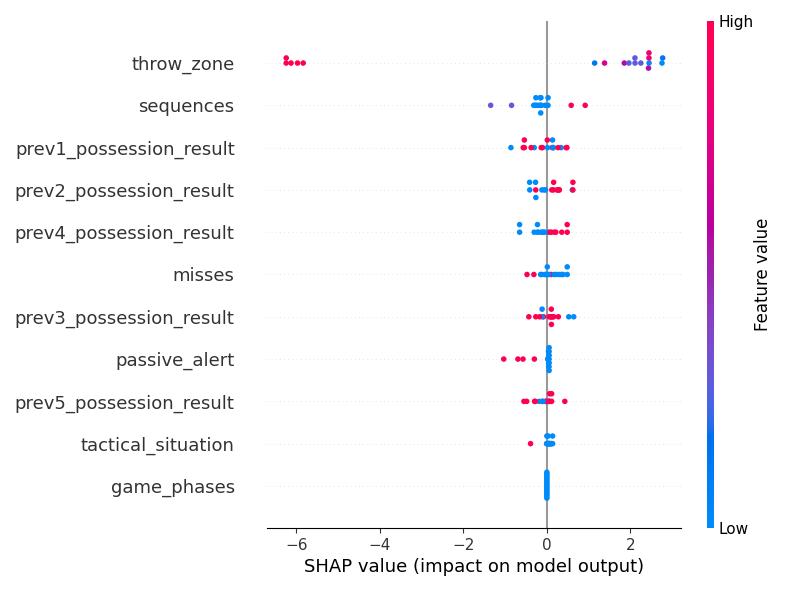 High
throw_zone
sequences
prev1_possession_result
prev2_possession_result
prev4_possession_result
misses
prev3_possession_result
passive_alert
prev5_possession_result
tactical_situation
game_phases
Feature value
Low
−6 −4 −2 0 2
SHAP value (impact on model output)